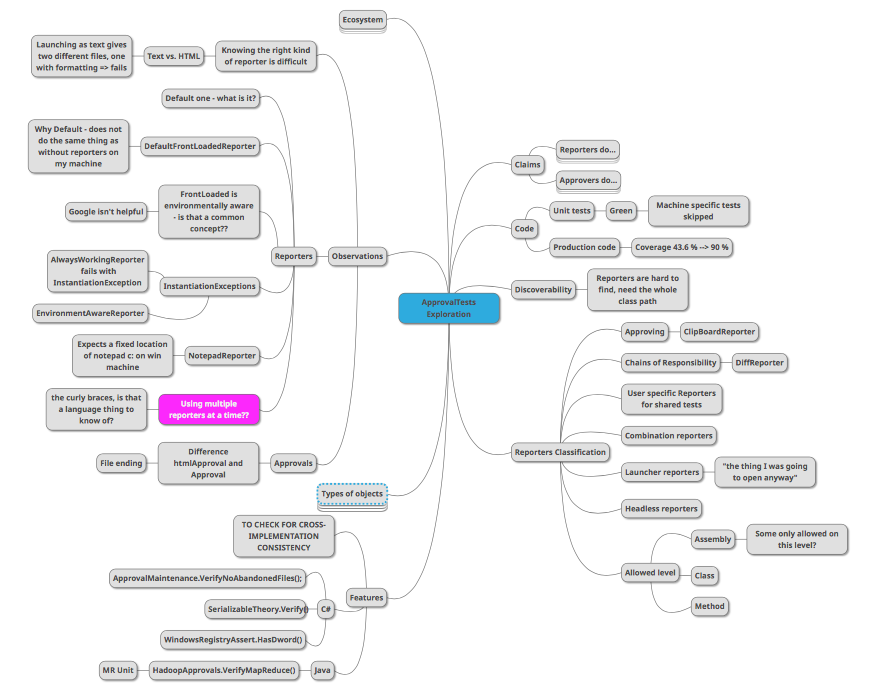 Ecosystem
Launching as text gives
two different files, one
with formatting => fails
Text vs. HTML
Knowing the right kind
of reporter is difficult
Default one - what is it?
Why Default - does not
do the same thing as
without reporters on
my machine
DefaultFrontLoadedReporter
Google isn't helpful
FrontLoaded is
environmentally aware
- is that a common
concept??
AlwaysWorkingReporter
fails with
InstantiationException
InstantiationExceptions
EnvironmentAwareReporter
Expects a fixed location
of notepad c: on win
machine
NotepadReporter
the curly braces, is that
a language thing to
know of?
Using multiple
reporters at a time??
Reporters
Observations
File ending
Difference
htmlApproval and
Approval
Approvals
Types of objects
TO CHECK FOR CROSS-
IMPLEMENTATION
CONSISTENCY
ApprovalMaintenance.VerifyNoAbandonedFiles();
SerializableTheory.Verify()
C#
WindowsRegistryAssert.HasDword()
Features
MR Unit
HadoopApprovals.VerifyMapReduce()
Java
ApprovalTests
Exploration
Claims
Reporters do...
Approvers do...
Code
Unit tests
Green
Machine specific tests
skipped
Production code
Coverage 43.6 % --> 90 %
Discoverability
Reporters are hard to
find, need the whole
class path
Reporters Classification
Approving
ClipBoardReporter
Chains of Responsibility
DiffReporter
User specific Reporters
for shared tests
Combination reporters
Launcher reporters
"the thing I was going
to open anyway"
Headless reporters
Allowed level
Assembly
Some only allowed on
this level?
Class
Method